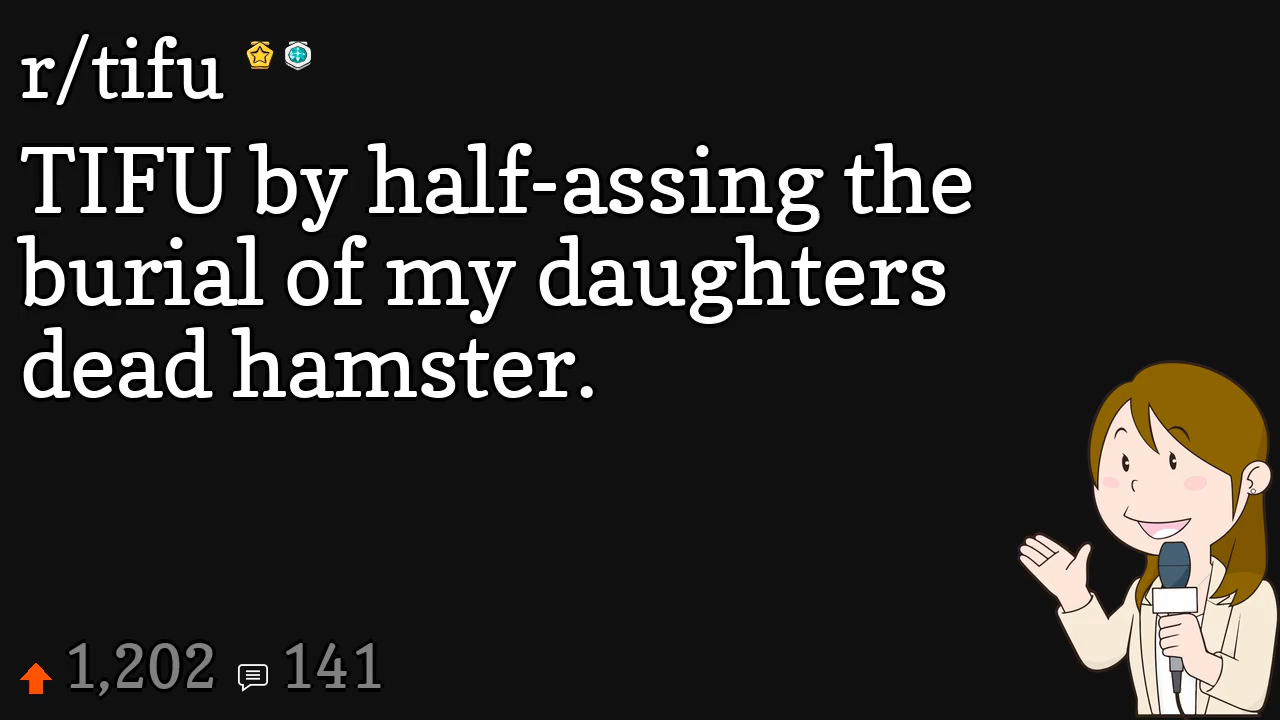 r/tifu
TIFU by half-assing the
burial of my daughters
dead hamster.
1,202 141